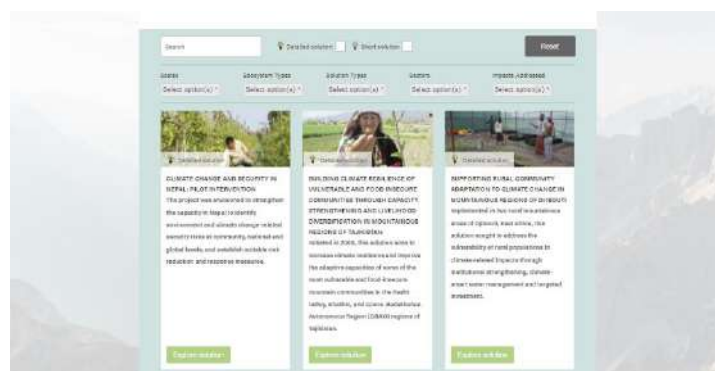 Search
Detailed solution
Short solution
Reset
Scales
Ecosystem Types
Solution Types
Sectors
Impacts Addressed
Select option(s)
Select option(s)
Select option(s)
Select option(s)
Select option(s)
Detailed solution
CLIMATE CHANGE AND SECURITY IN
NEPAL: PILOT INTERVENTION
The project was envisioned to strengthen
the capacity in Nepal to identify
environment and climate change-related
security risks at community, national and
global levels, and establish suitable risk
reduction and response measures.
Explore solution
Detailed solution
BUILDING CLIMATE RESILIENCE OF
VULNERABLE AND FOOD INSECURE
COMMUNITIES THROUGH CAPACITY
STRENGTHENING AND LIVELIHOOD
DIVERSIFICATION IN MOUNTAINOUS
REGIONS OF TAJIKISTAN
Initiated in 2020, this solution aims to
increase climate resilience and improve
the adaptive capacities of some of the
most vulnerable and food-insecure
mountain communities in the Rasht
Valley, Khatlon, and Gorno-Badakhshan
Autonomous Region (GBAO) regions of
Tajikistan.
Explore solution
Detailed solution
SUPPORTING RURAL COMMUNITY
ADAPTATION TO CLIMATE CHANGE IN
MOUNTAINOUS REGIONS OF DJIBOUTI
Implemented in two rural mountainous
areas of Djibouti, East Africa, this
solution sought to address the
vulnerability of rural populations to
climate-related impacts through
institutional strengthening, climate-
smart water management and targeted
investment.
Explore solution